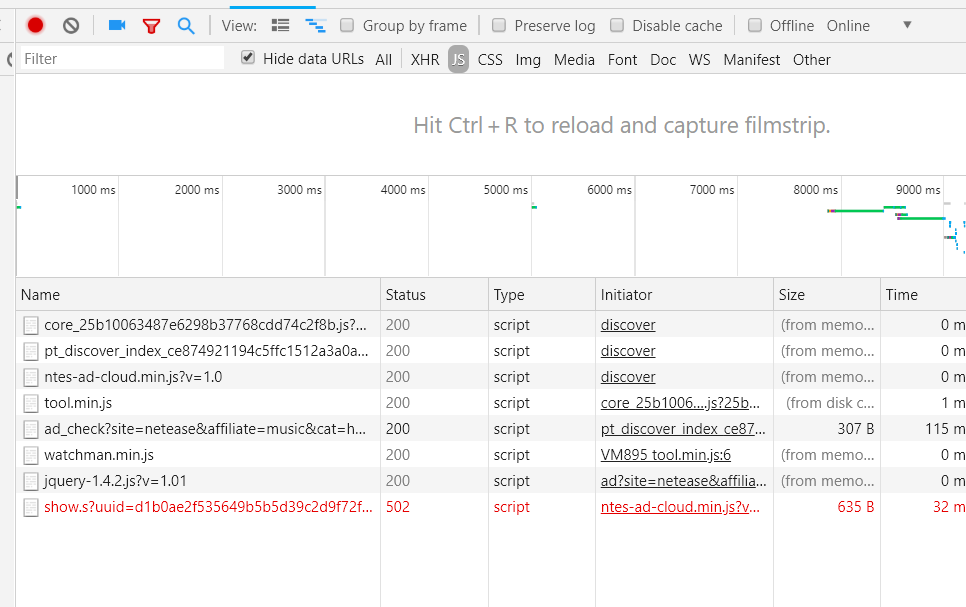 View: Group by frame Preserve log Disable cache Offline Online
Filter Hide data URLs All XHR JS CSS Img Media Font Doc WS Manifest Other
Hit Ctrl + R to reload and capture filmstrip.
1000 ms 2000 ms 3000 ms 4000 ms 5000 ms 6000 ms 7000 ms 8000 ms 9000 ms
Name Status Type Initiator Size Time
core_25b10063487e6298b37768cdd74c2f8b.js?... 200 script discover (from memo... 0 m
pt_discover_index_ce874921194c5ffc1512a3a0a... 200 script discover (from memo... 0 m
ntes-ad-cloud.min.js?v=1.0 200 script discover (from memo... 0 m
tool.min.js 200 script core_25b1006....js?25b... (from disk c... 1 m
ad_check?site=netease&affiliate=music&cat=h... 200 script pt_discover_index_ce87... 307 B 115 m
watchman.min.js 200 script VM895 tool.min.js:6 (from memo... 0 m
jquery-1.4.2.js?v=1.01 200 script ad?site=netease&affilia... (from memo... 0 m
show.s?uuid=d1b0ae2f535649b5b5d39c2d9f72f... 502 script ntes-ad-cloud.min.js?v... 635 B 32 m